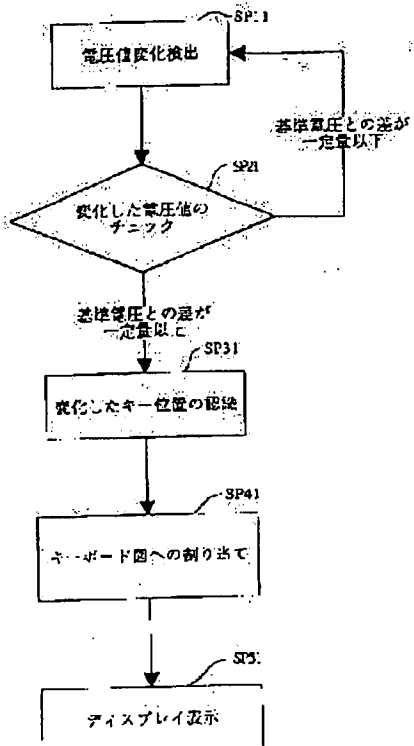 SP11
電圧値変化検出
基準電圧との差が
一定量以下
SP21
変化した電圧値の
チェック
基準電圧との差が
一定量以上
SP31
変化したキー位置の認識
SP41
キーボード図への割り当て
SP51
ディスプレイ表示